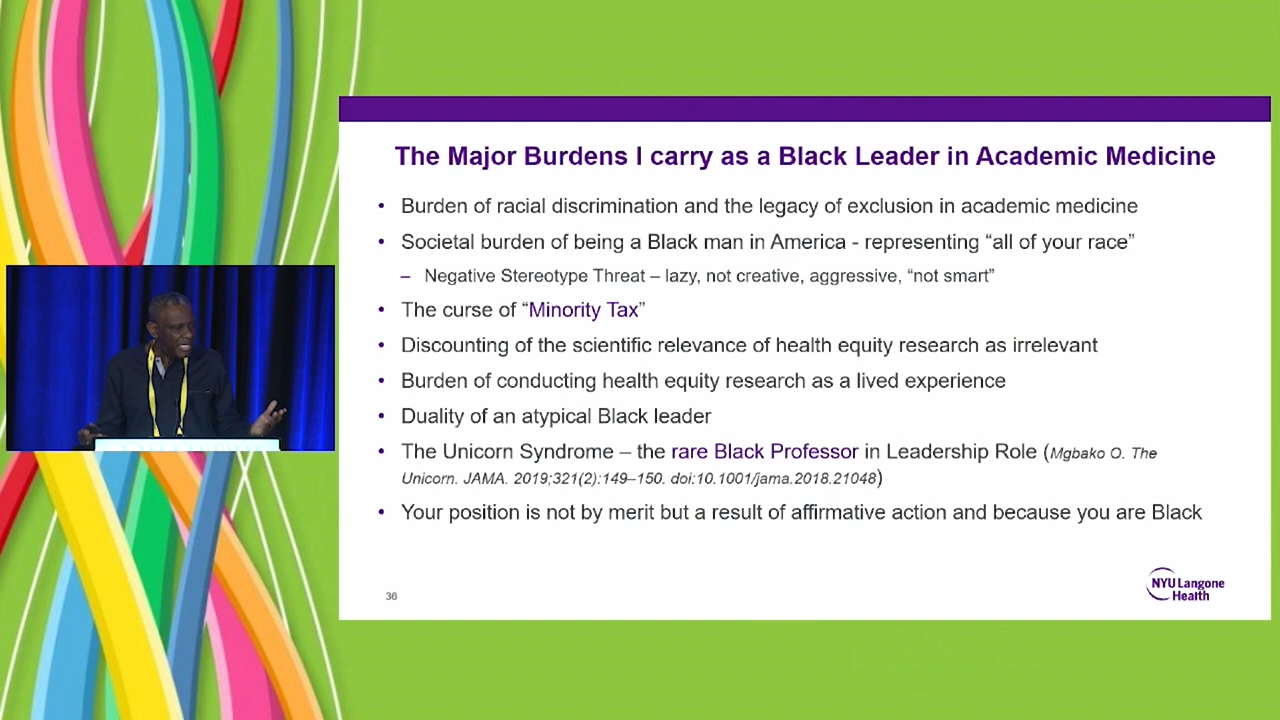 The Major Burdens I carry as a Black Leader in Academic Medicine
• Burden of racial discrimination and the legacy of exclusion in academic medicine
• Societal burden of being a Black man in America - representing “all of your race”
– Negative Stereotype Threat – lazy, not creative, aggressive, “not smart”
• The curse of “Minority Tax”
• Discounting of the scientific relevance of health equity research as irrelevant
• Burden of conducting health equity research as a lived experience
• Duality of an atypical Black leader
• The Unicorn Syndrome – the rare Black Professor in Leadership Role (Mgbako O. The
Unicorn. JAMA. 2019;321(2):149–150. doi:10.1001/jama.2018.21048)
• Your position is not by merit but a result of affirmative action and because you are Black
36
NYU Langone
Health